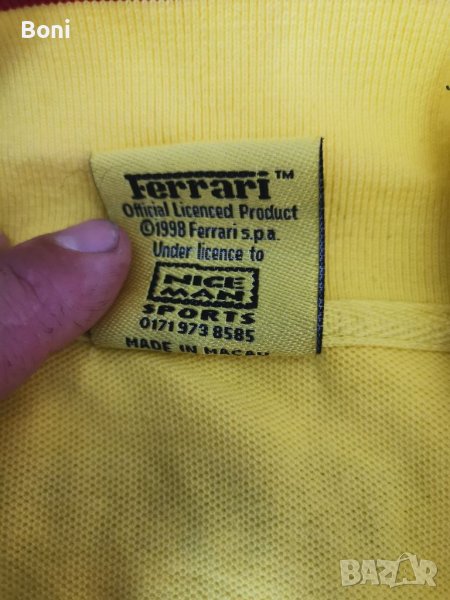 Boni
Ferrari™
Official Licenced Product
©1998 Ferrari s.p.a.
Under licence to
NICE
MAN
SPORTS
0171 973 8585
MADE IN MACAU
BAZAR